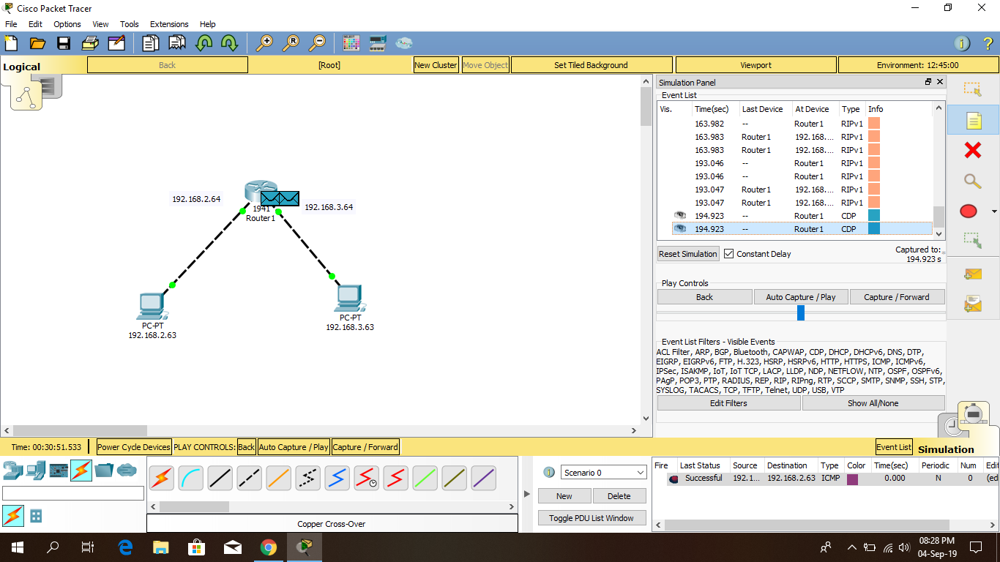 Cisco Packet Tracer
File Edit Options View Tools Extensions Help
Logical
Back
[Root]
New Cluster
Move Object
Set Tiled Background
Viewport
Environment: 12:45:00
192.168.2.64
1941
Router1
192.168.3.64
PC-PT
192.168.2.63
PC-PT
192.168.3.63
Simulation Panel
Event List
Vis. Time(sec) Last Device At Device Type Info
163.982 -- Router1 RIPv1
163.983 Router1 192.168.... RIPv1
163.983 Router1 192.168.... RIPv1
193.046 -- Router1 RIPv1
193.046 -- Router1 RIPv1
193.047 Router1 192.168.... RIPv1
193.047 Router1 192.168.... RIPv1
194.923 -- Router1 CDP
194.923 -- Router1 CDP
Reset Simulation
Constant Delay
Captured to:
194.923 s
Play Controls
Back
Auto Capture / Play
Capture / Forward
Event List Filters - Visible Events
ACL Filter, ARP, BGP, Bluetooth, CAPWAP, CDP, DHCP, DHCPv6, DNS, DTP,
EIGRP, EIGRPv6, FTP, H.323, HSRP, HSRPv6, HTTP, HTTPS, ICMP, ICMPv6,
IPSec, ISAKMP, IoT, IoT TCP, LACP, LLDP, NDP, NETFLOW, NTP, OSPF, OSPFv6,
PAgP, POP3, PTP, RADIUS, REP, RIP, RIPng, RTP, SCCP, SMTP, SNMP, SSH, STP,
SYSLOG, TACACS, TCP, TFTP, Telnet, UDP, USB, VTP
Edit Filters
Show All/None
Time: 00:30:51.533
Power Cycle Devices
PLAY CONTROLS:
Back
Auto Capture / Play
Capture / Forward
Event List
Simulation
Copper Cross-Over
Scenario 0
New
Delete
Toggle PDU List Window
Fire Last Status Source Destination Type Color Time(sec) Periodic Num Edit
Successful 192.1... 192.168.2.63 ICMP 0.000 N 0 (ed
08:28 PM
04-Sep-19